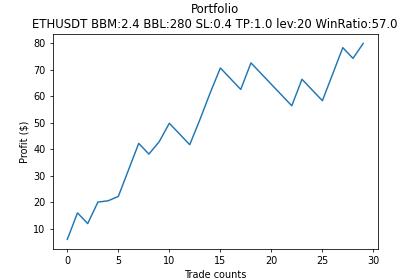 Portfolio
ETHUSDT BBM:2.4 BBL:280 SL:0.4 TP:1.0 lev:20 WinRatio:57.0
80
70
60
50
40
30
20
10
Profit ($)
0 5 10 15 20 25 30
Trade counts